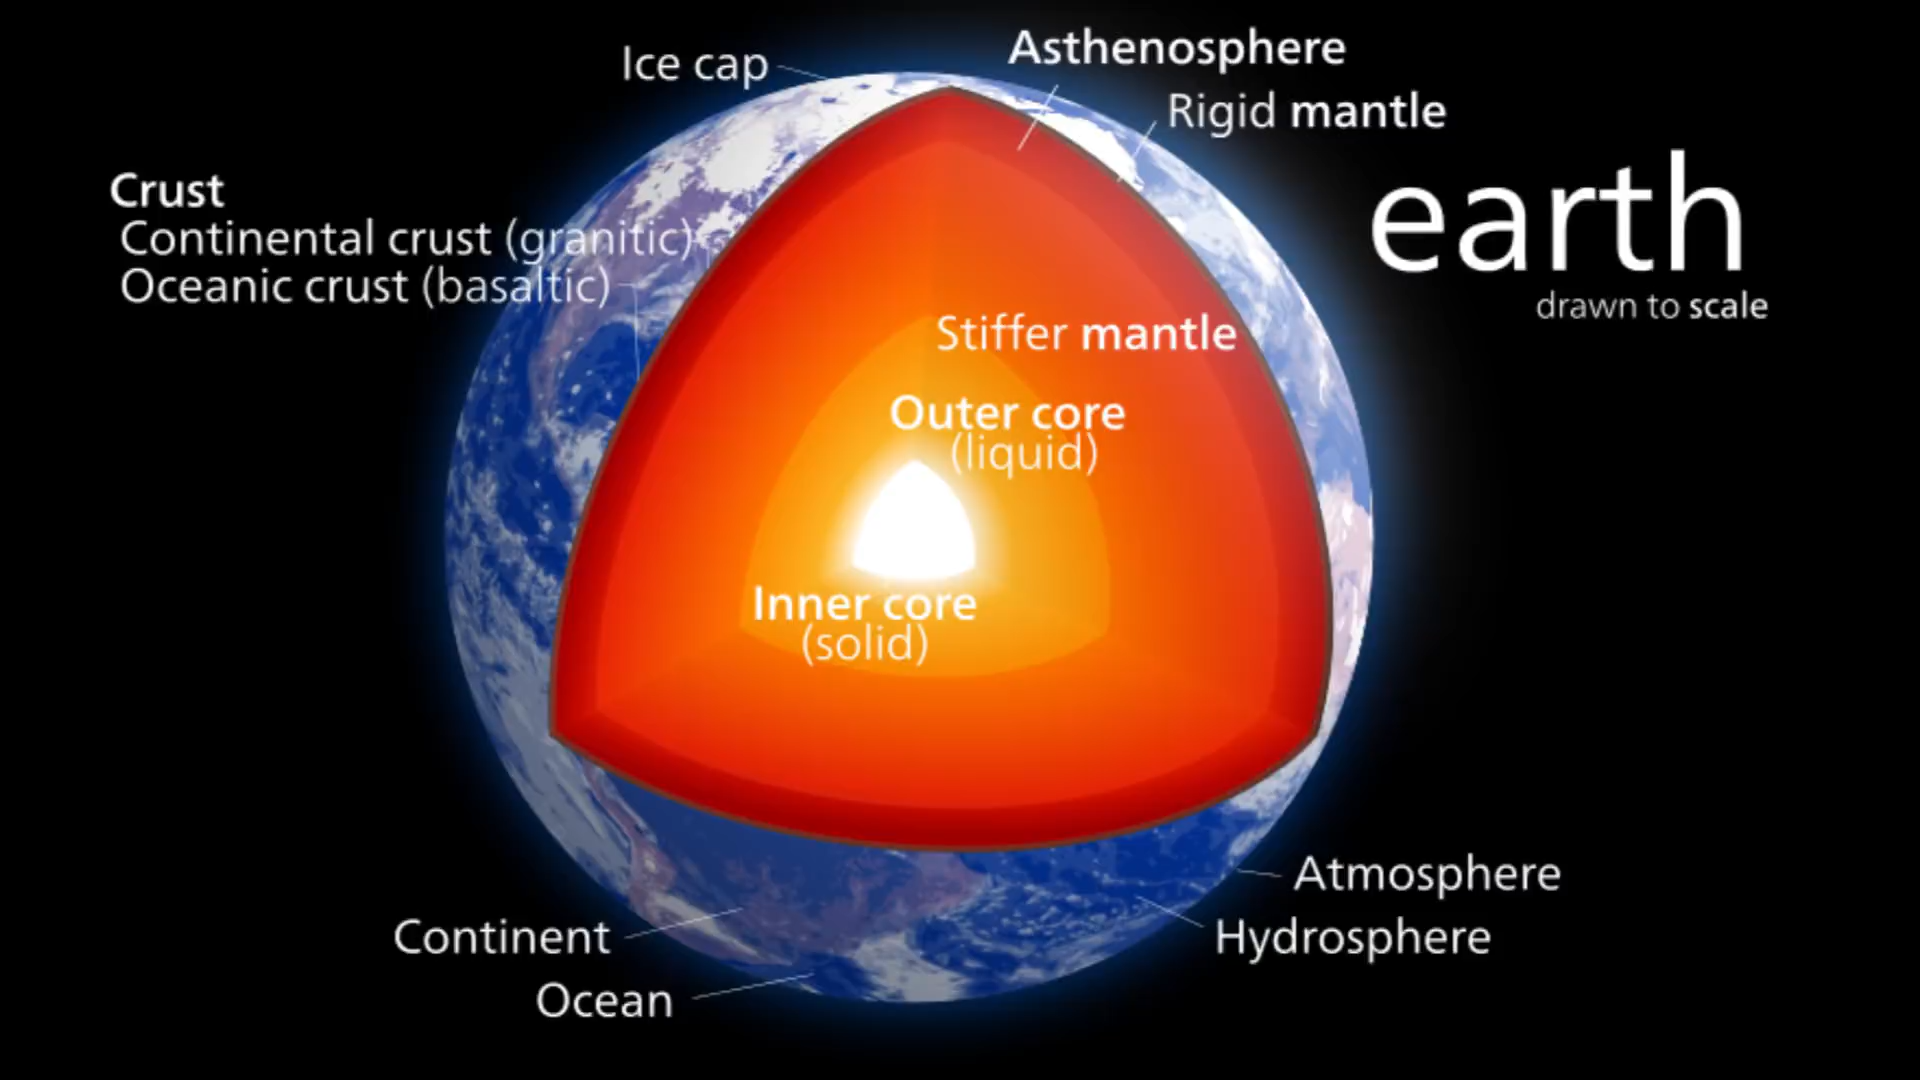 Ice cap
Asthenosphere
Rigid mantle
Crust
Continental crust (granitic)
Oceanic crust (basaltic)
earth
drawn to scale
Stiffer mantle
Outer core
(liquid)
Inner core
(solid)
Atmosphere
Hydrosphere
Continent
Ocean